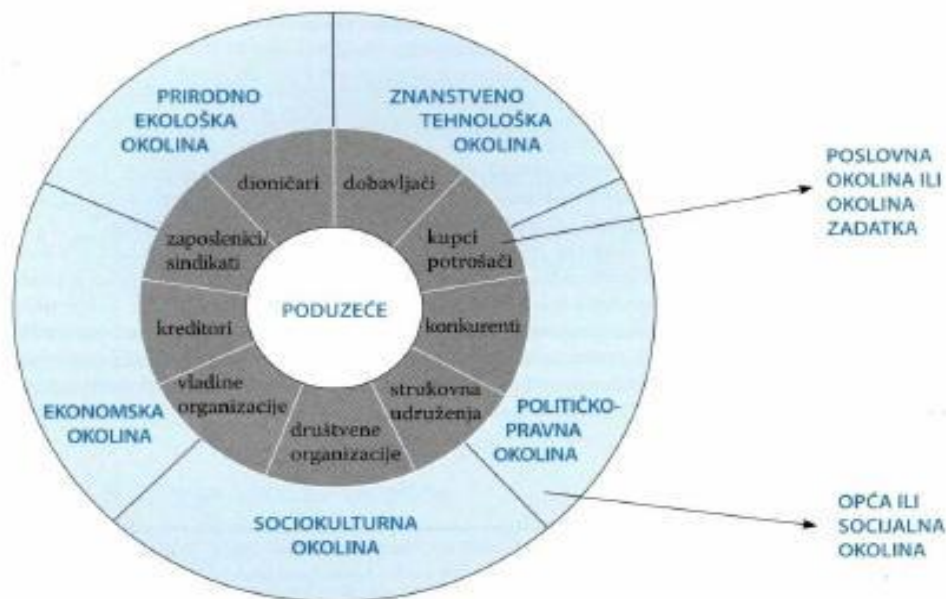 PRIRODNO
EKOLOŠKA
OKOLINA
ZNANSTVENO
TEHNOLOŠKA
OKOLINA
POSLOVNA
OKOLINA ILI
OKOLINA
ZADATKA
dioničari
dobavljači
zaposlenici/
sindikati
kupci
potrošači
PODUZEĆE
kreditori
konkurenti
vladine
organizacije
strukovna
udruženja
društvene
organizacije
EKONOMSKA
OKOLINA
POLITIČKO-
PRAVNA
OKOLINA
SOCIOKULTURNA
OKOLINA
OPĆA ILI
SOCIJALNA
OKOLINA